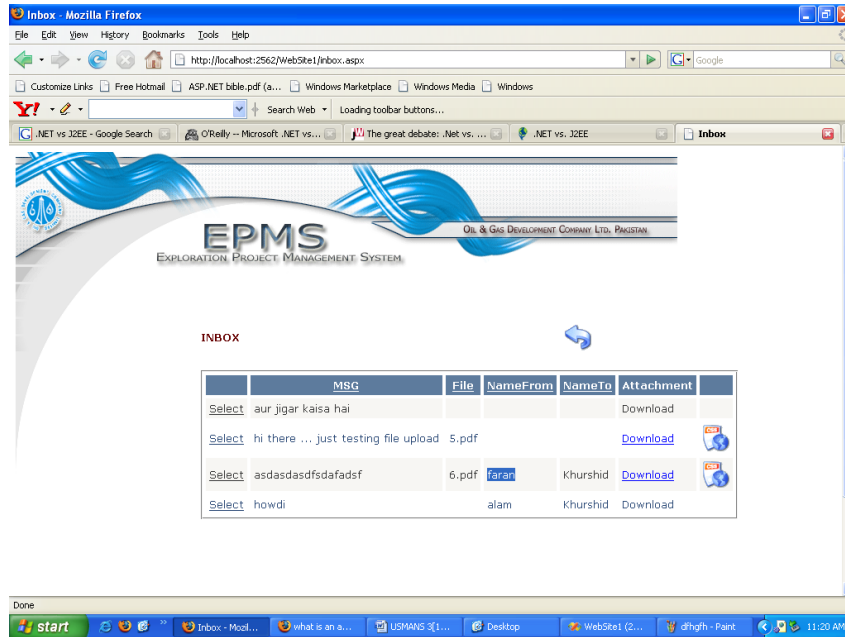 Inbox - Mozilla Firefox
File Edit View History Bookmarks Tools Help
http://localhost:2562/WebSite1/inbox.aspx
Google
Customize Links Free Hotmail ASP.NET bible.pdf (a... Windows Marketplace Windows Media Windows
Y! Search Web Loading toolbar buttons...
.NET vs J2EE - Google Search O'Reilly -- Microsoft .NET vs... The great debate: .Net vs. ... .NET vs. J2EE Inbox
EPMS
OIL & GAS DEVELOPMENT COMPANY LTD. PAKISTAN
EXPLORATION PROJECT MANAGEMENT SYSTEM
INBOX
MSG File NameFrom NameTo Attachment
Select aur jigar kaisa hai Download
Select hi there ... just testing file upload 5.pdf Download
Select asdasdasdfsdafadsf 6.pdf faran Khurshid Download
Select howdi alam Khurshid Download
Done
start Inbox - Mozil... what is an a... USMANS 3[1... Desktop WebSite1 (2... dfhgfh - Paint 11:20 AM